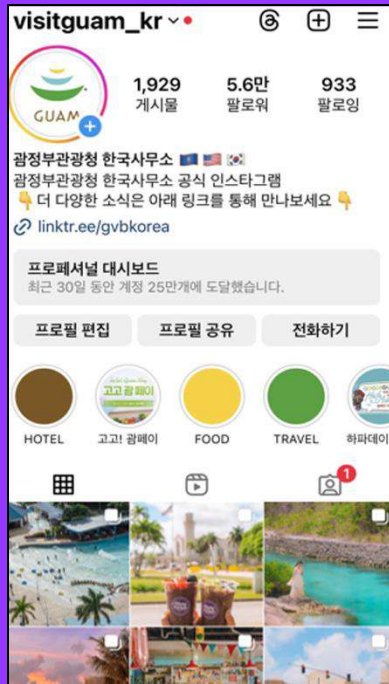 visitguam_kr
GUAM
1,929 5.6만 933
게시물 팔로워 팔로잉
괌정부관광청 한국사무소 🇬🇺 🇺🇸 🇰🇷
괌정부관광청 한국사무소 공식 인스타그램
👇 더 다양한 소식은 아래 링크를 통해 만나보세요 👇
linktr.ee/gvbkorea
프로페셔널 대시보드
최근 30일 동안 계정 25만개에 도달했습니다.
프로필 편집 프로필 공유 전화하기
고고! 괌페이
HOTEL 고고! 괌페이 FOOD TRAVEL 하파데이
1